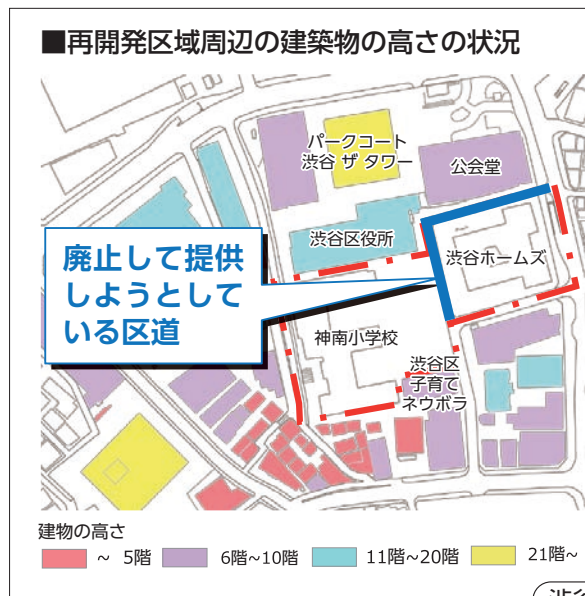 ■再開発区域周辺の建築物の高さの状況
パークコート
渋谷 ザ タワー
公会堂
渋谷区役所
渋谷ホームズ
廃止して提供
しようとして
いる区道
神南小学校
渋谷区
子育て
ネウボラ
建物の高さ
~ 5階
6階~10階
11階~20階
21階~